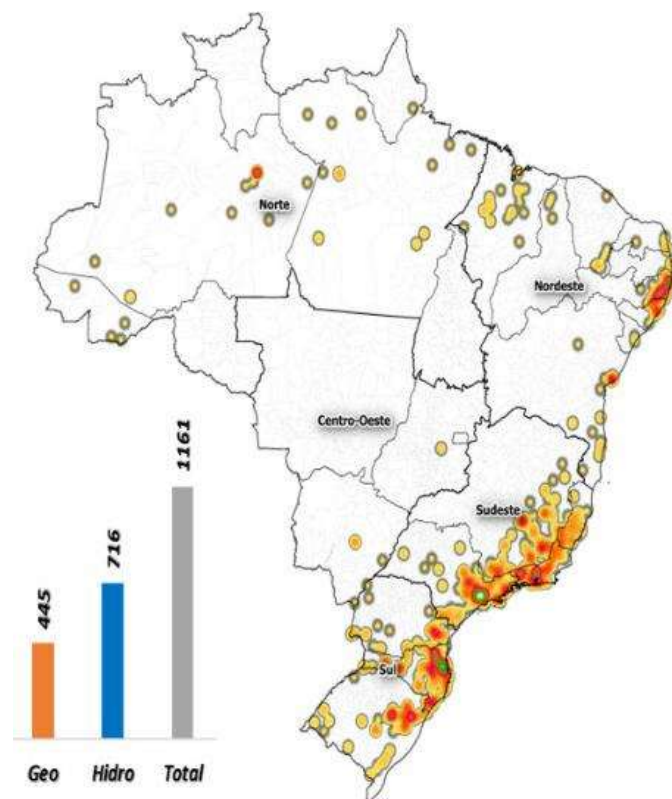 Norte
Nordeste
Centro-Oeste
Sudeste
Sul
445
716
1161
Geo
Hidro
Total